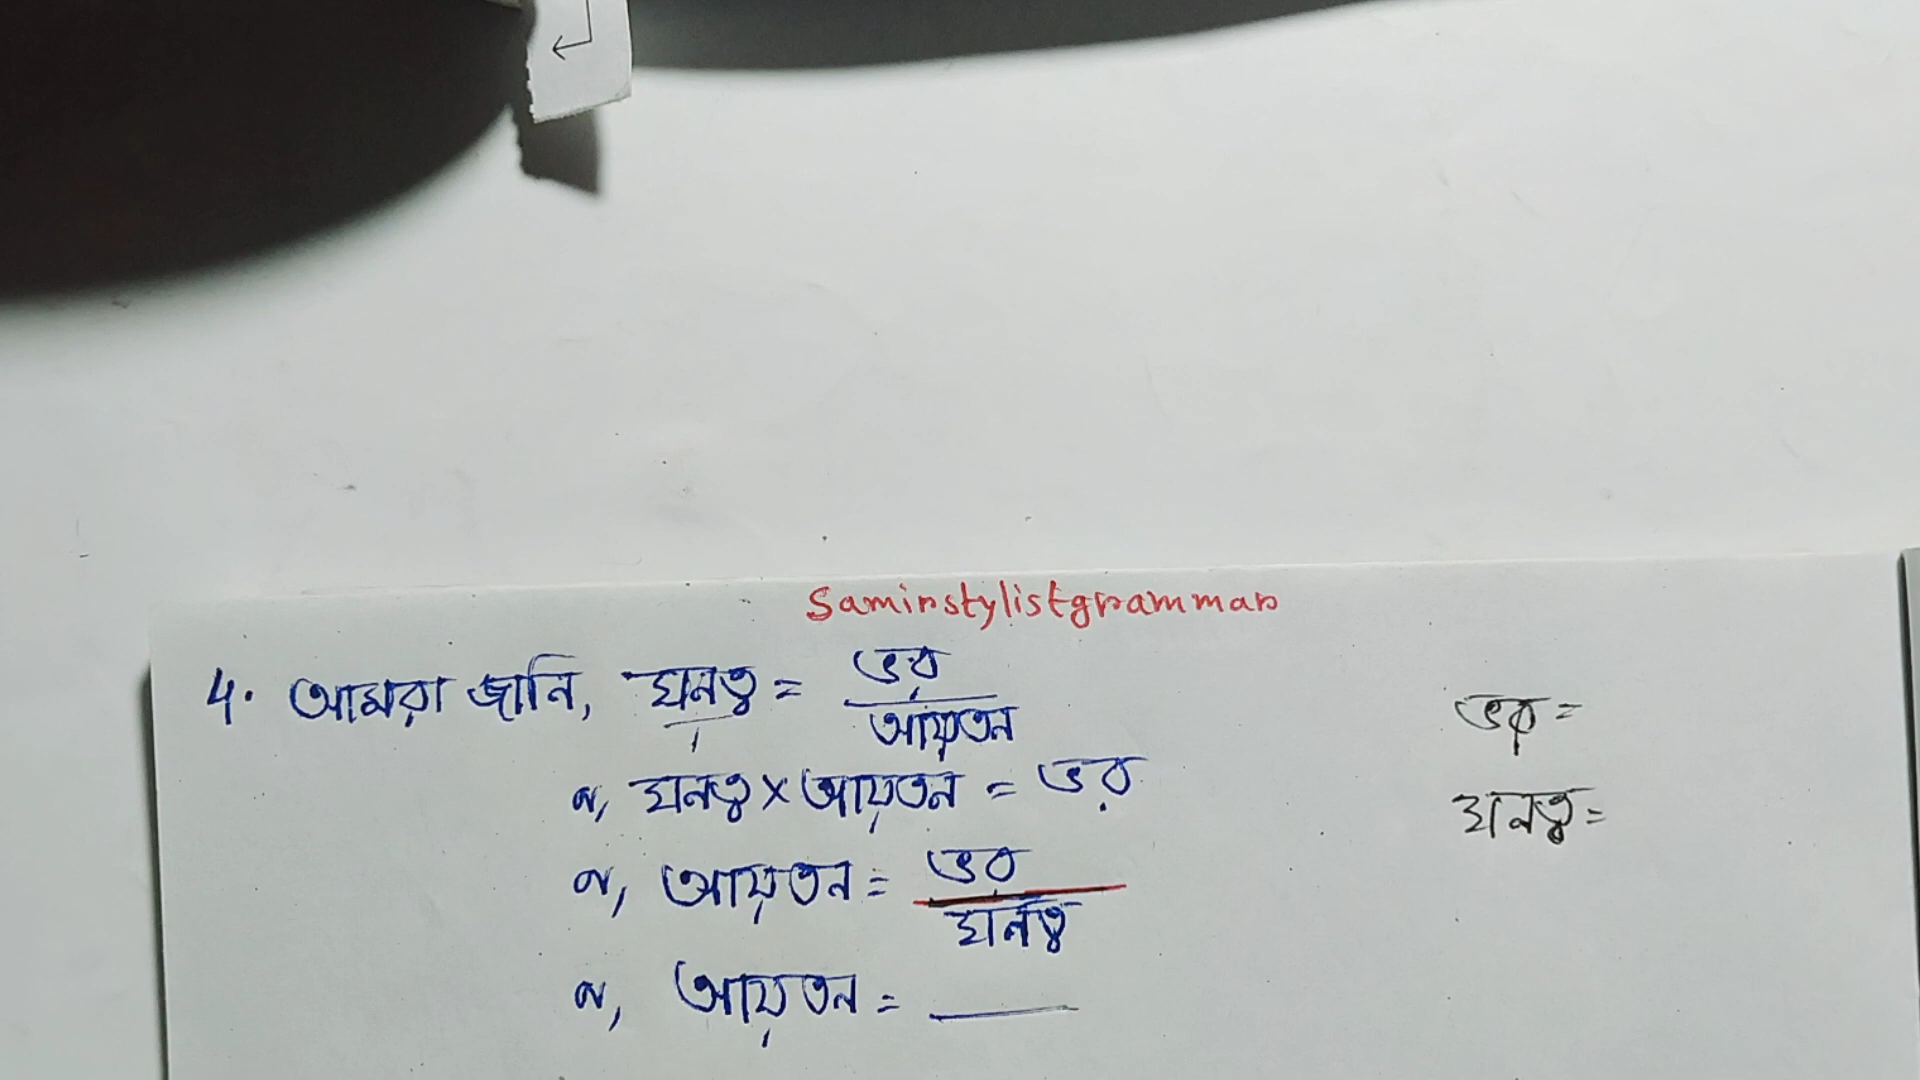 Saminstylistgrammar
4. আমরা জানি, ঘনত্ব = ভর / আয়তন
বা, ঘনত্ব × আয়তন = ভর
বা, আয়তন = ভর / ঘনত্ব
বা, আয়তন =
ভর =
ঘনত্ব =